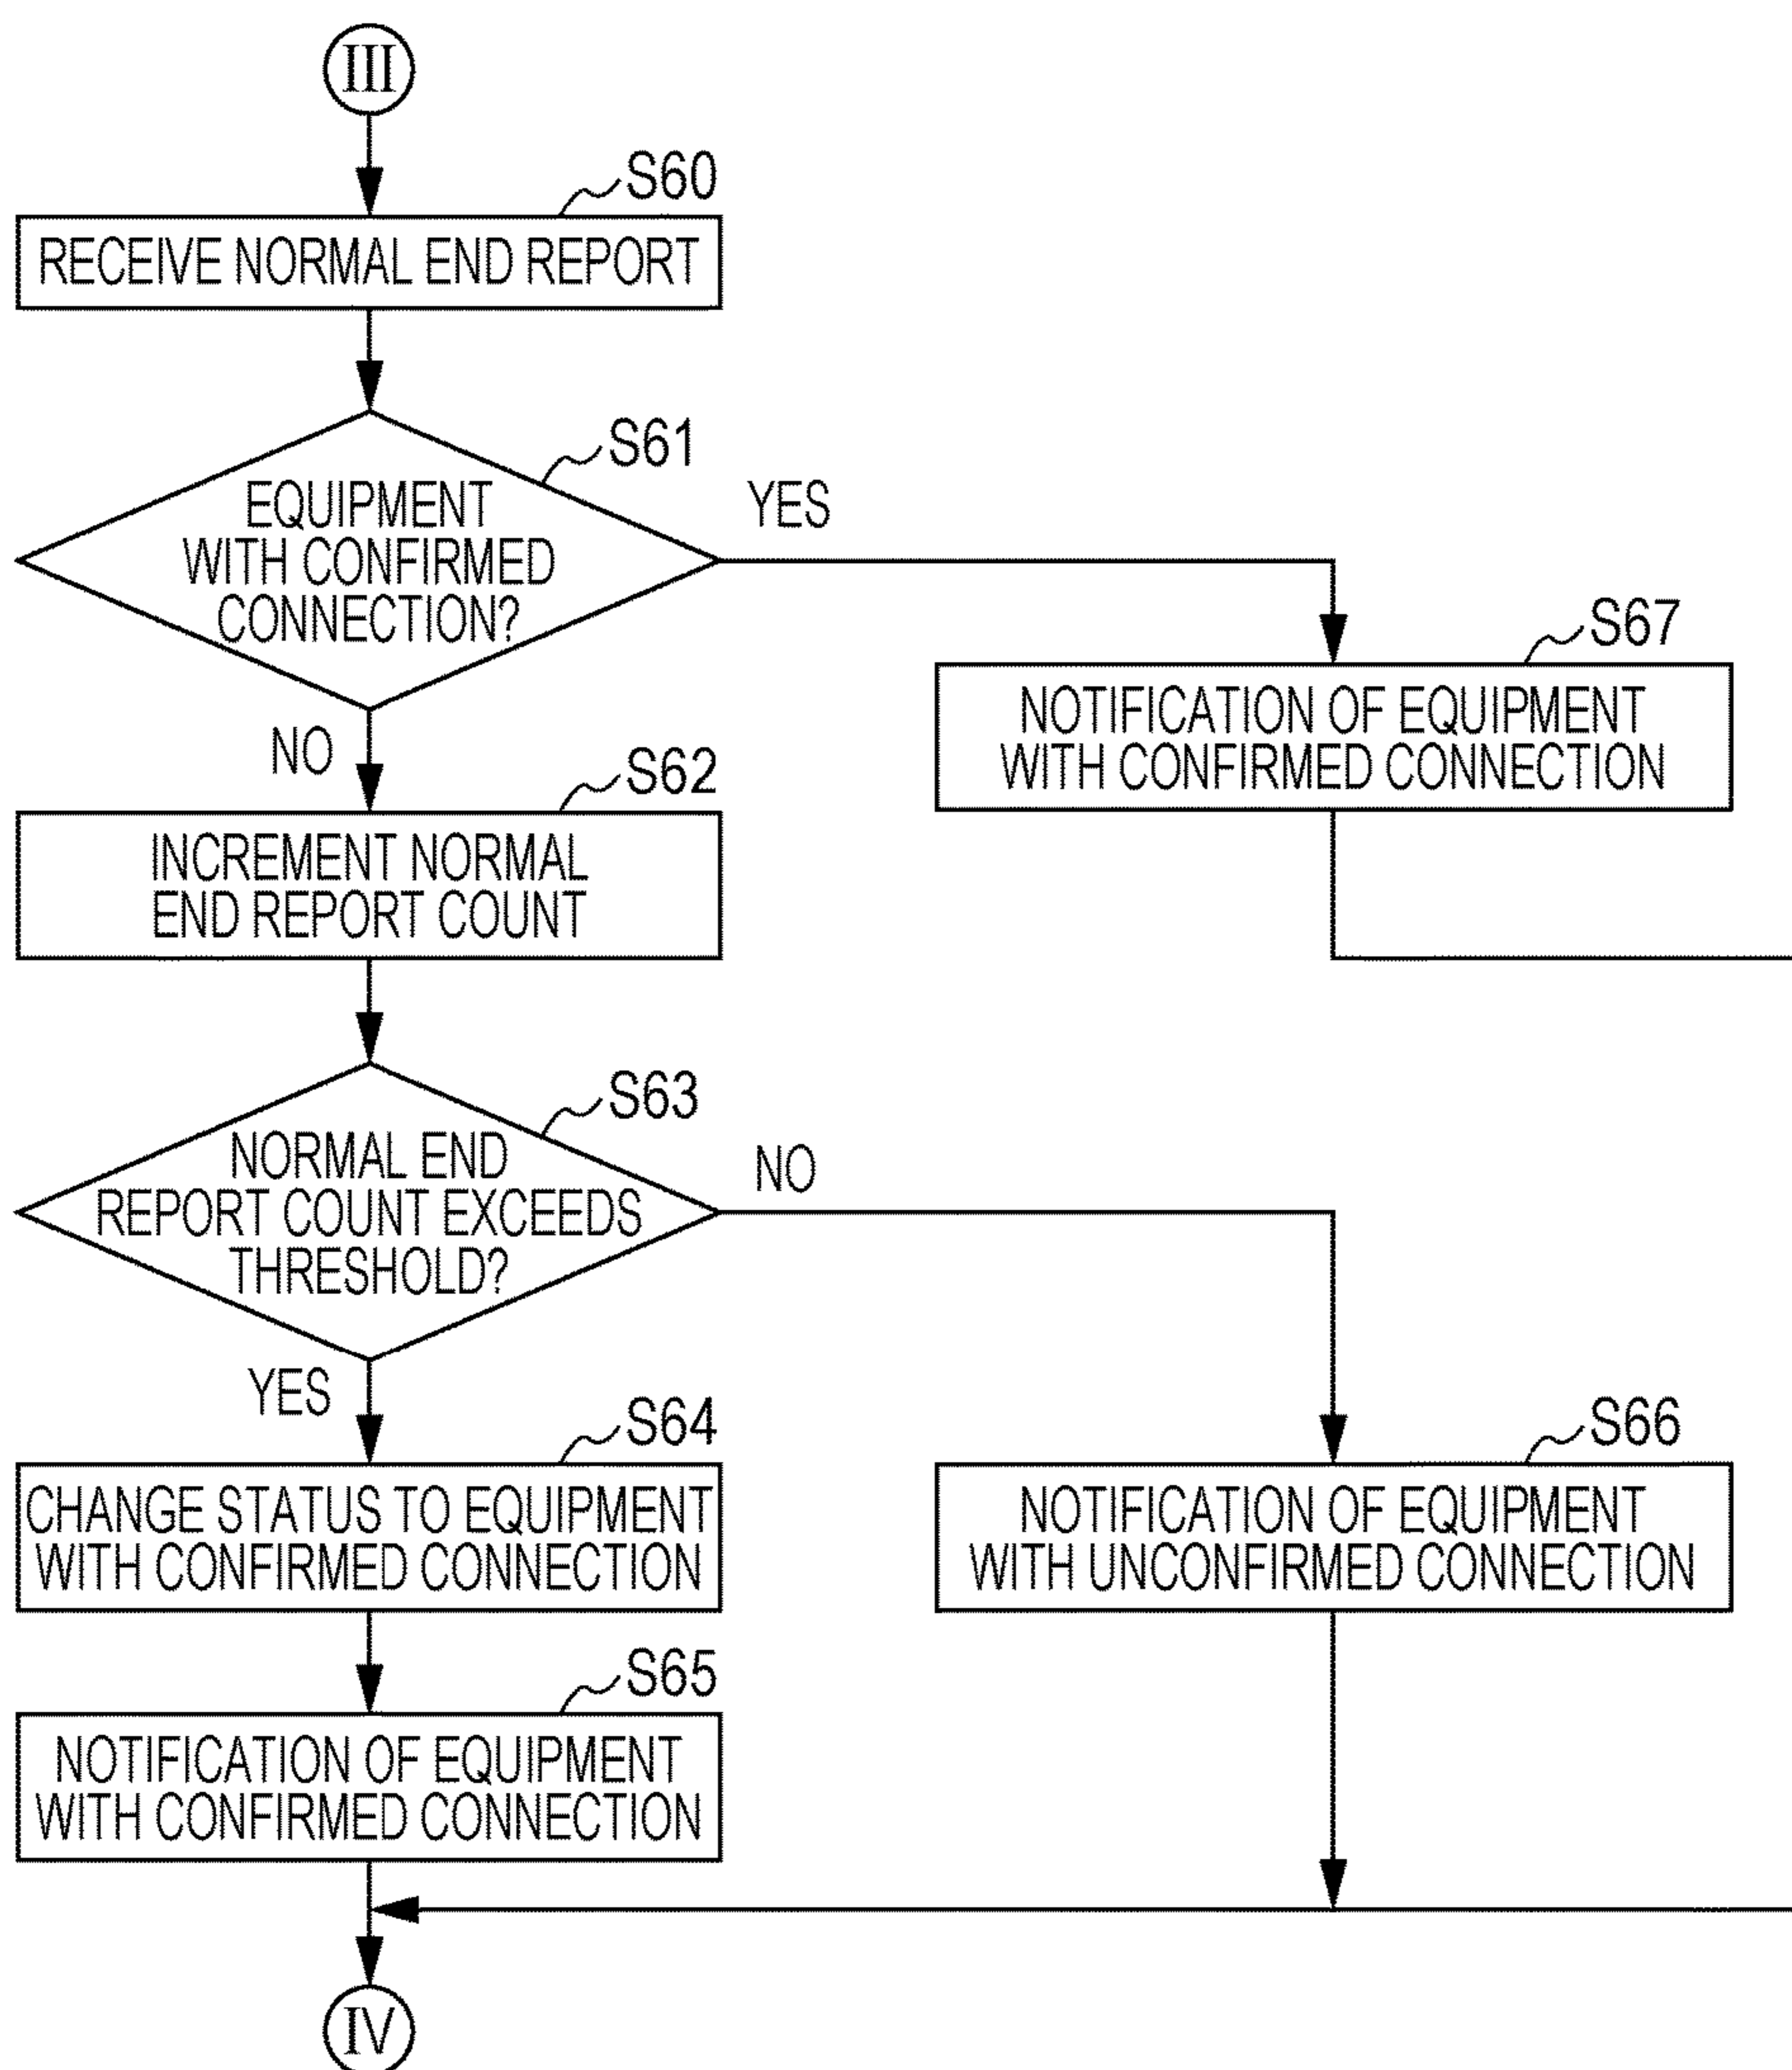 III
S60
RECEIVE NORMAL END REPORT
S61
EQUIPMENT
WITH CONFIRMED
CONNECTION?
YES
S67
NOTIFICATION OF EQUIPMENT
WITH CONFIRMED CONNECTION
NO
S62
INCREMENT NORMAL
END REPORT COUNT
S63
NORMAL END
REPORT COUNT EXCEEDS
THRESHOLD?
NO
YES
S64
CHANGE STATUS TO EQUIPMENT
WITH CONFIRMED CONNECTION
S66
NOTIFICATION OF EQUIPMENT
WITH UNCONFIRMED CONNECTION
S65
NOTIFICATION OF EQUIPMENT
WITH CONFIRMED CONNECTION
IV